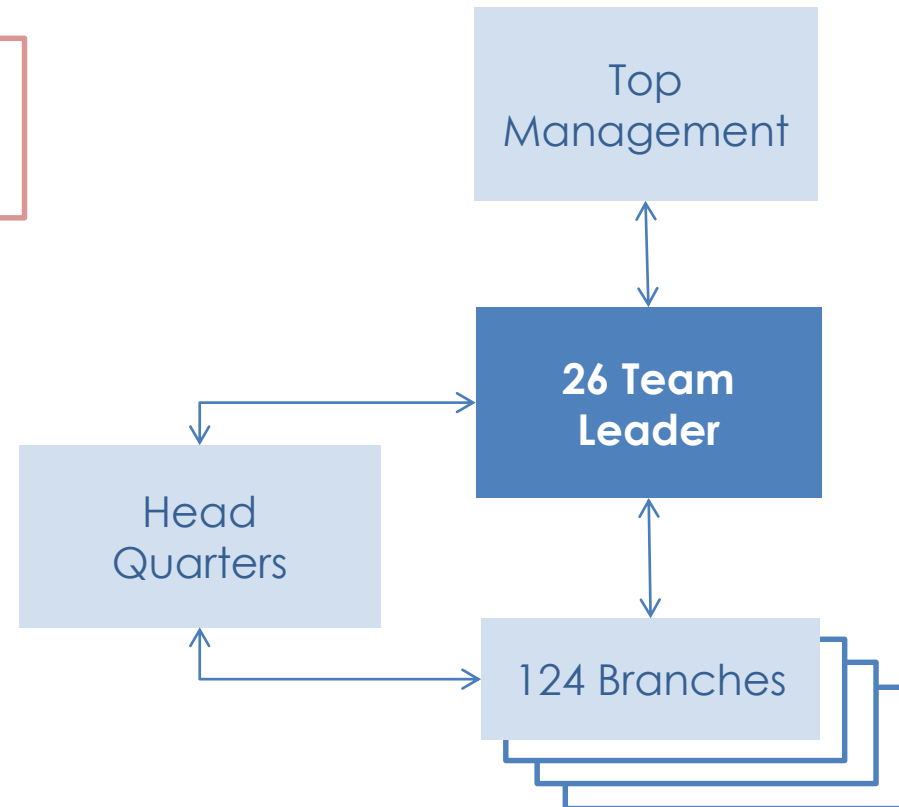 Top
Management
26 Team
Leader
Head
Quarters
124 Branches